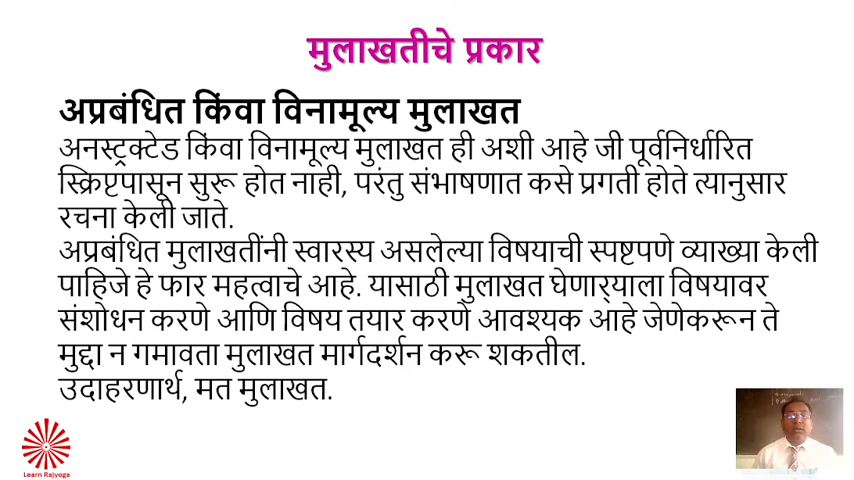 मुलाखतीचे प्रकार
अप्रबंधित किंवा विनामूल्य मुलाखत
अनस्ट्रक्टेड किंवा विनामूल्य मुलाखत ही अशी आहे जी पूर्वनिर्धारित
स्क्रिप्टपासून सुरू होत नाही, परंतु संभाषणात कसे प्रगती होते त्यानुसार
रचना केली जाते.
अप्रबंधित मुलाखतींनी स्वारस्य असलेल्या विषयाची स्पष्टपणे व्याख्या केली
पाहिजे हे फार महत्वाचे आहे. यासाठी मुलाखत घेणाऱ्याला विषयावर
संशोधन करणे आणि विषय तयार करणे आवश्यक आहे जेणेकरून ते
मुद्दा न गमावता मुलाखत मार्गदर्शन करू शकतील.
उदाहरणार्थ, मत मुलाखत.
Learn Rajyoga